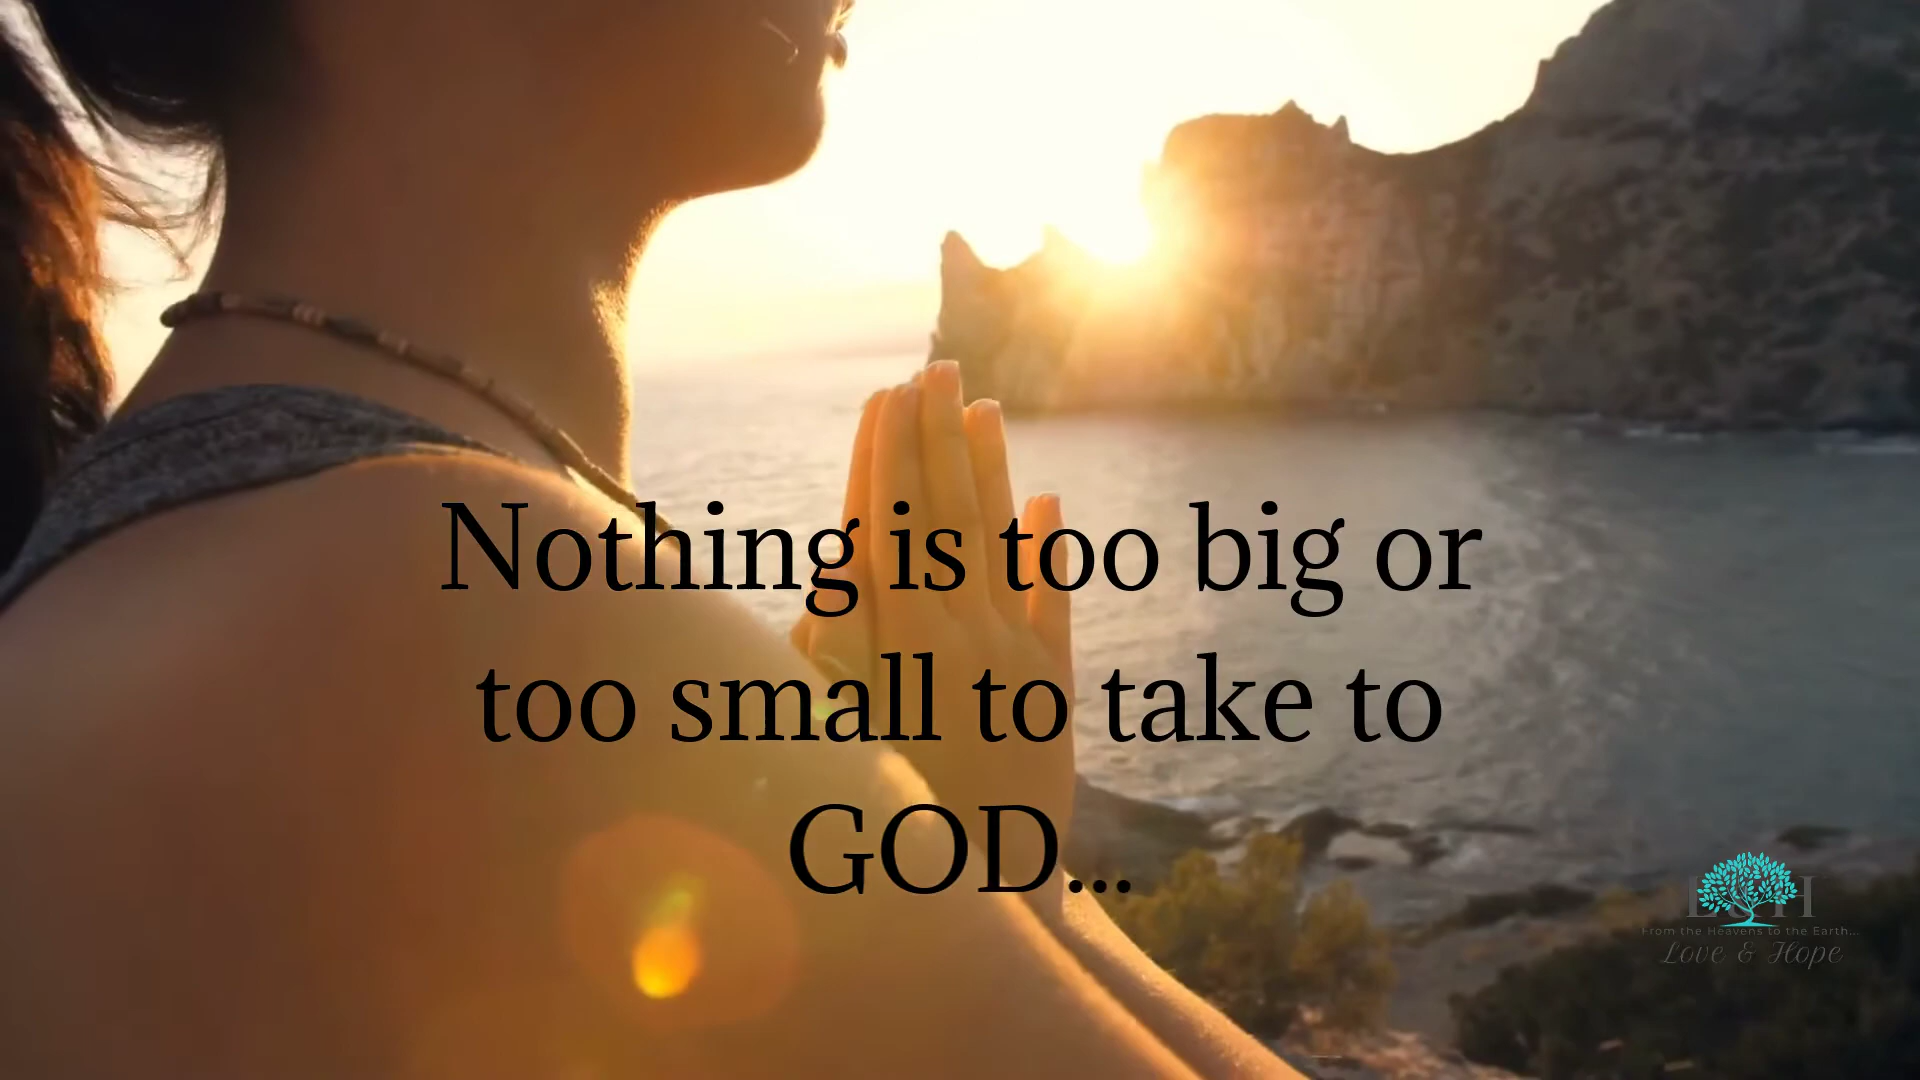 Nothing is too big or
too small to take to
GOD...
L&H
From the Heavens to the Earth...
Love & Hope